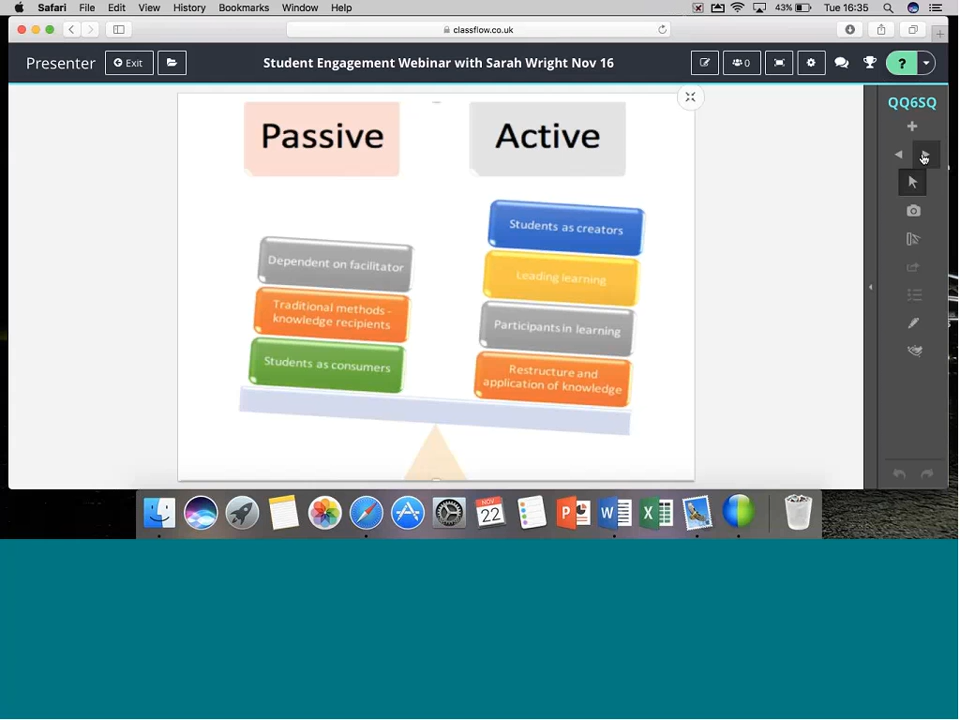 Safari File Edit View History Bookmarks Window Help 43% Tue 16:35
classflow.co.uk
Presenter Exit Student Engagement Webinar with Sarah Wright Nov 16 0 ?
QQ6SQ
Passive Active
Students as creators
Dependent on facilitator
Leading learning
Traditional methods -
knowledge recipients
Participants in learning
Students as consumers
Restructure and
application of knowledge
NOV
22
P W X